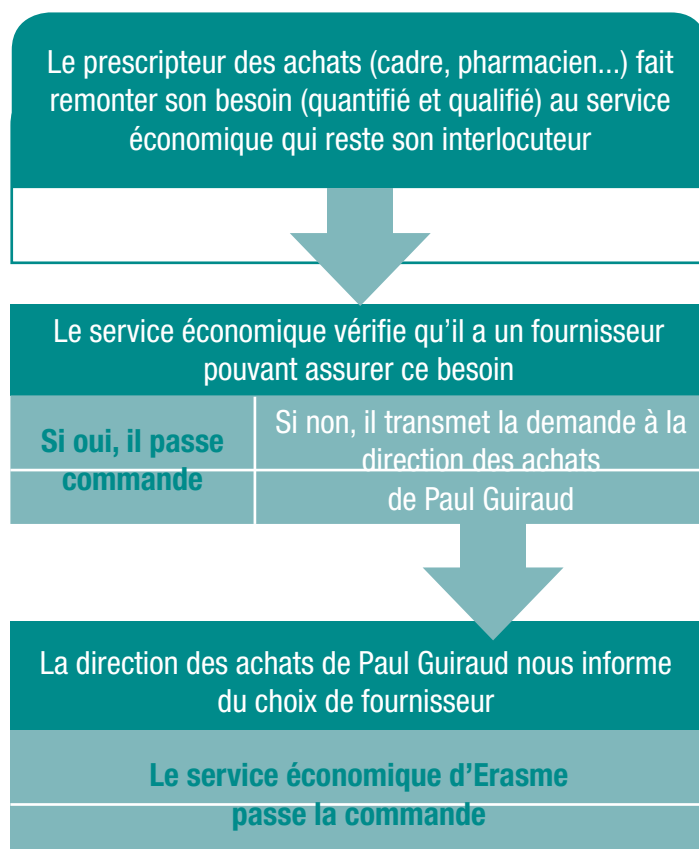 Le prescripteur des achats (cadre, pharmacien...) fait
remonter son besoin (quantifié et qualifié) au service
économique qui reste son interlocuteur
Le service économique vérifie qu’il a un fournisseur
pouvant assurer ce besoin
Si oui, il passe
commande
Si non, il transmet la demande à la
direction des achats
de Paul Guiraud
La direction des achats de Paul Guiraud nous informe
du choix de fournisseur
Le service économique d’Erasme
passe la commande